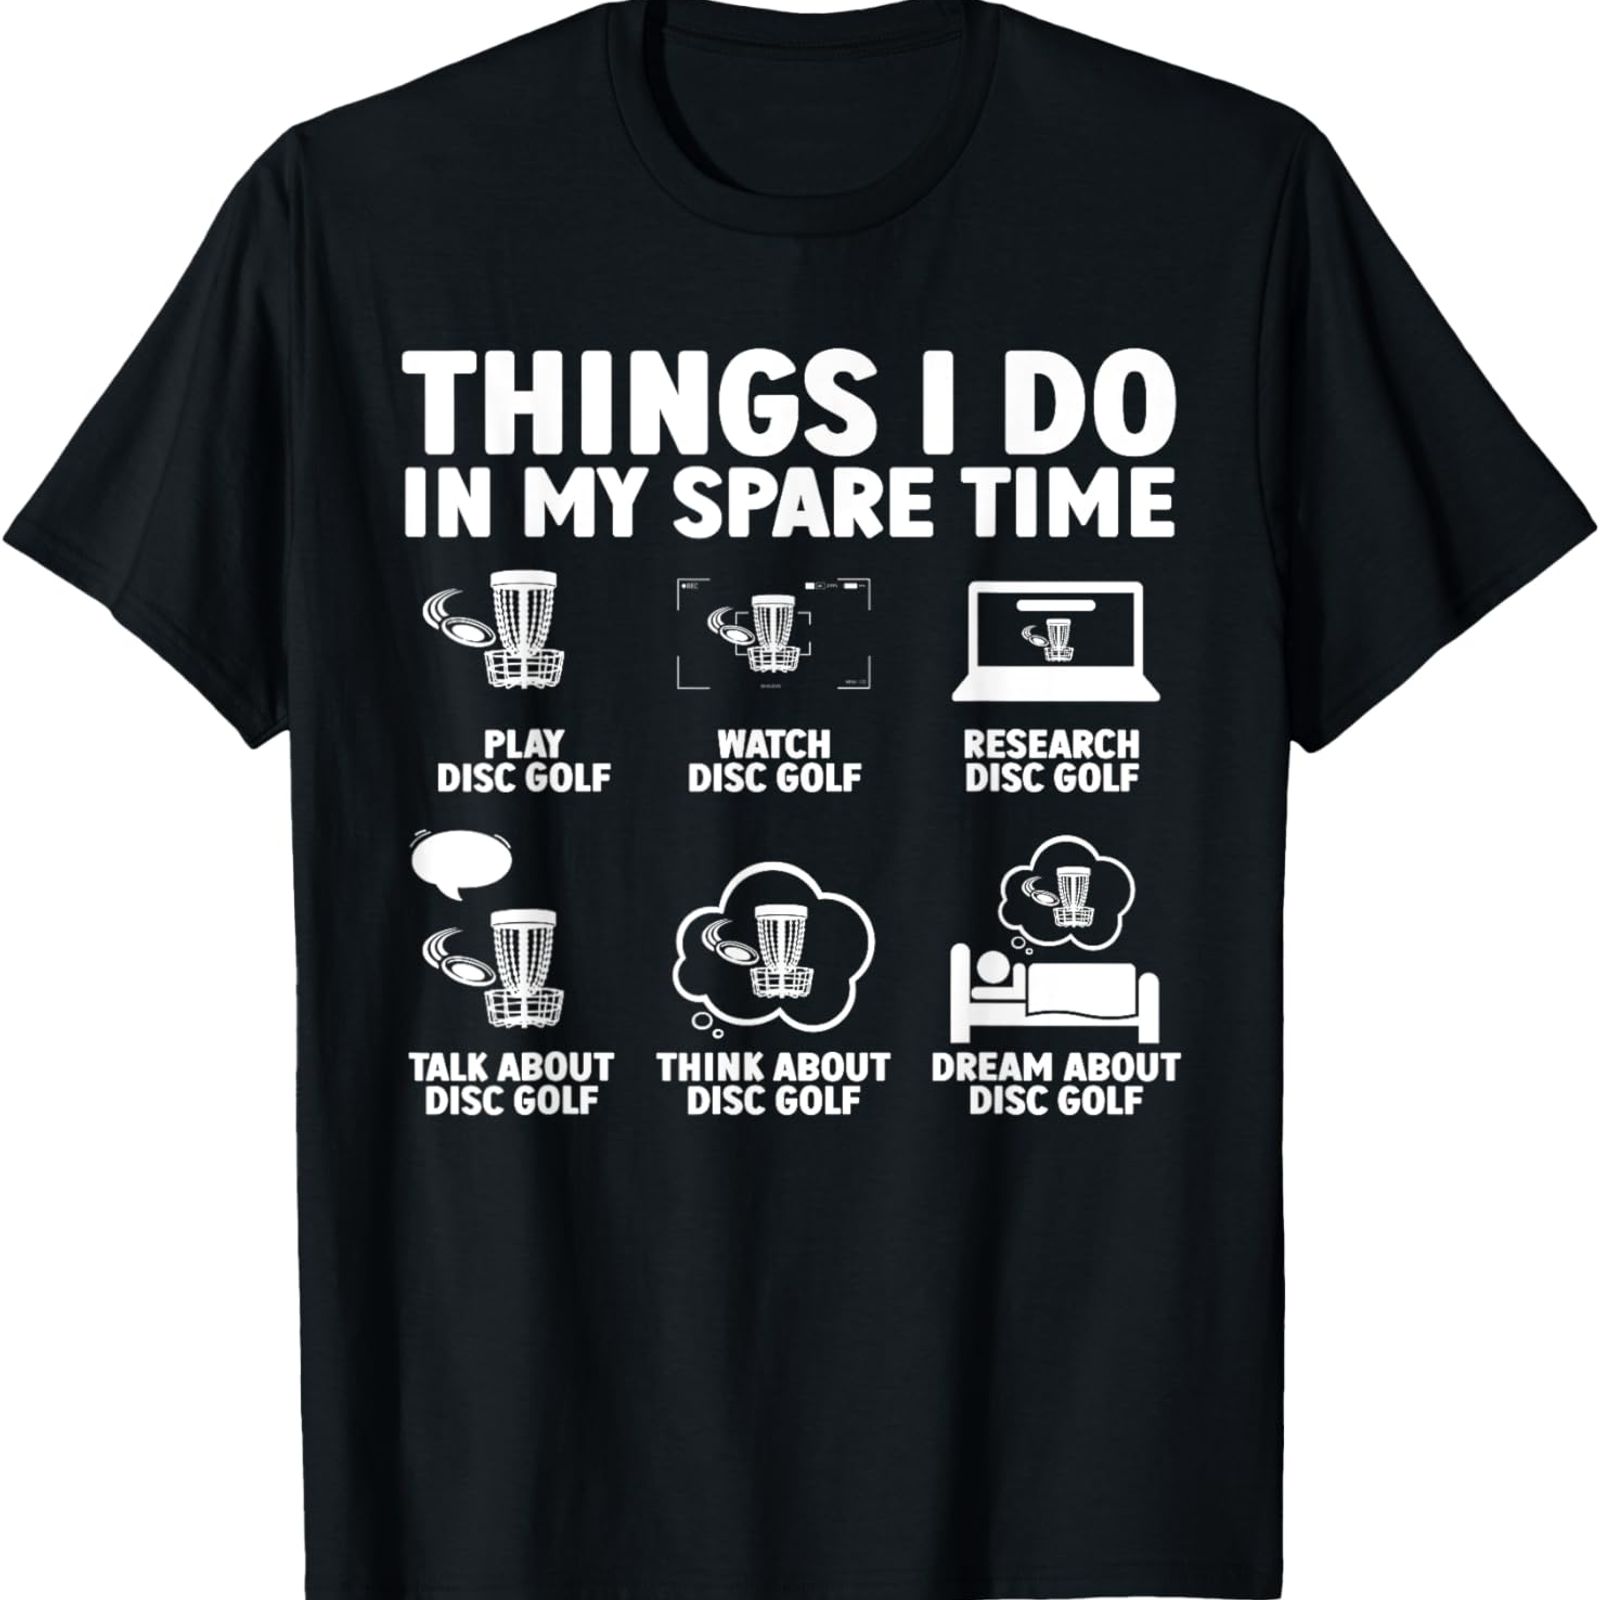 THINGS I DO
IN MY SPARE TIME
REC
PLAY
DISC GOLF
WATCH
DISC GOLF
RESEARCH
DISC GOLF
TALK ABOUT
DISC GOLF
THINK ABOUT
DISC GOLF
DREAM ABOUT
DISC GOLF